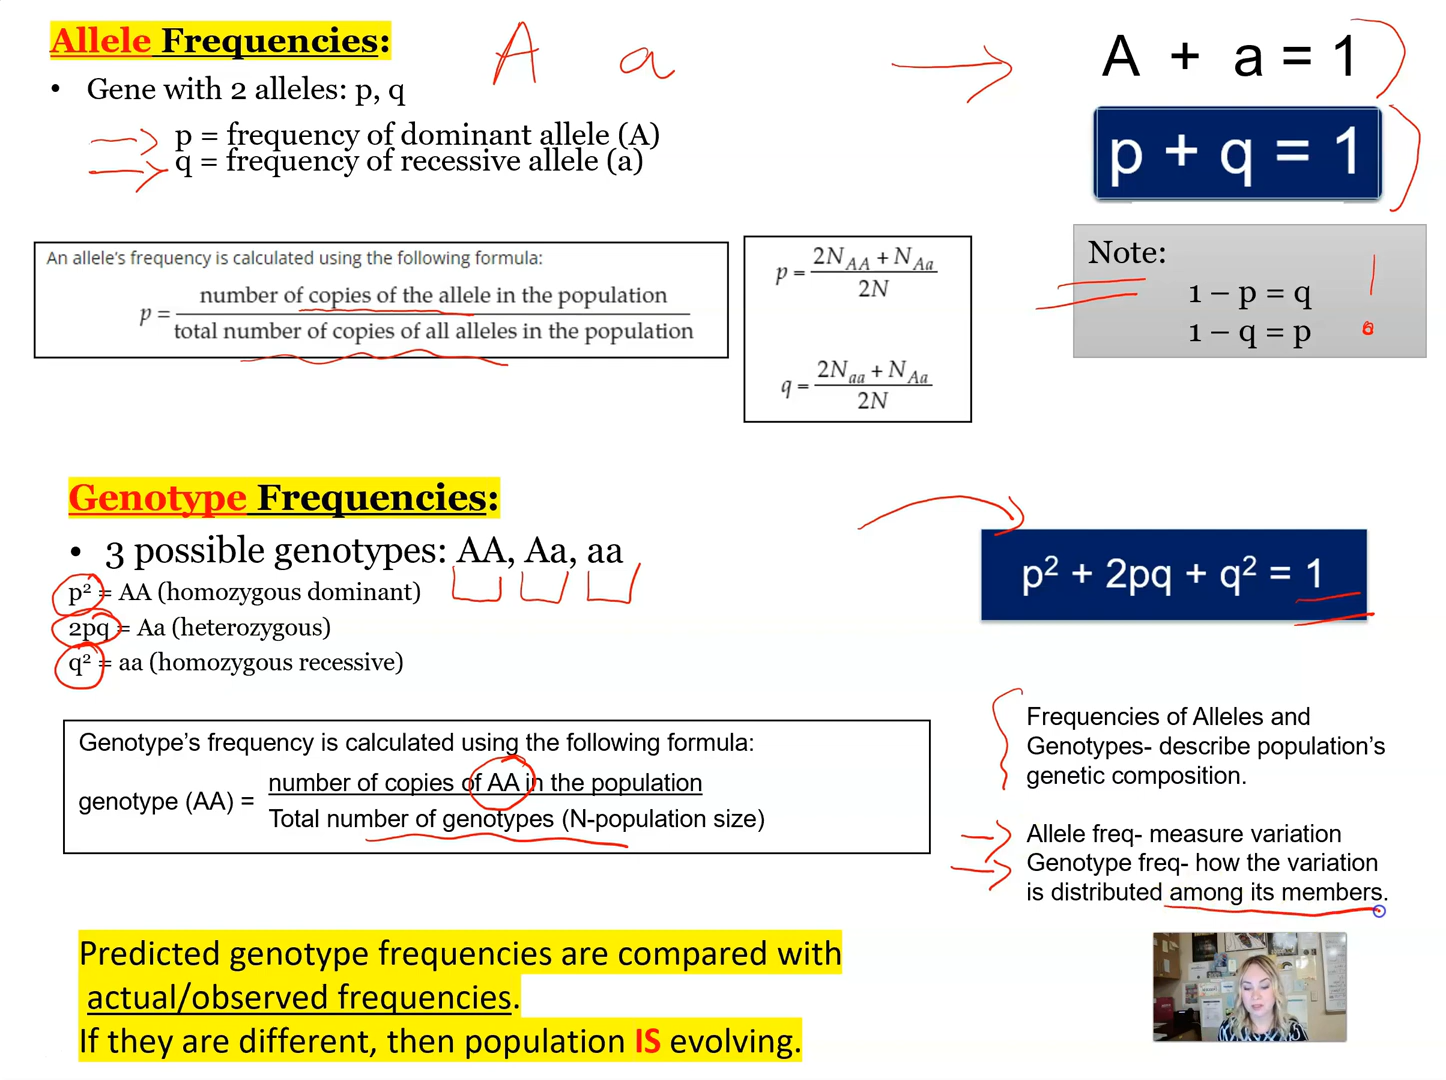 Allele Frequencies:
A a
A + a = 1
• Gene with 2 alleles: p, q
p = frequency of dominant allele (A)
q = frequency of recessive allele (a)
p + q = 1
An allele's frequency is calculated using the following formula:
p = number of copies of the allele in the population
total number of copies of all alleles in the population
p = 2N_AA + N_Aa
2N
q = 2N_aa + N_Aa
2N
Note:
1 – p = q
1 – q = p
Genotype Frequencies:
• 3 possible genotypes: AA, Aa, aa
p² = AA (homozygous dominant)
2pq = Aa (heterozygous)
q² = aa (homozygous recessive)
p² + 2pq + q² = 1
Genotype's frequency is calculated using the following formula:
genotype (AA) = number of copies of AA in the population
Total number of genotypes (N-population size)
Frequencies of Alleles and
Genotypes- describe population's
genetic composition.
Allele freq- measure variation
Genotype freq- how the variation
is distributed among its members.
Predicted genotype frequencies are compared with
actual/observed frequencies.
If they are different, then population IS evolving.